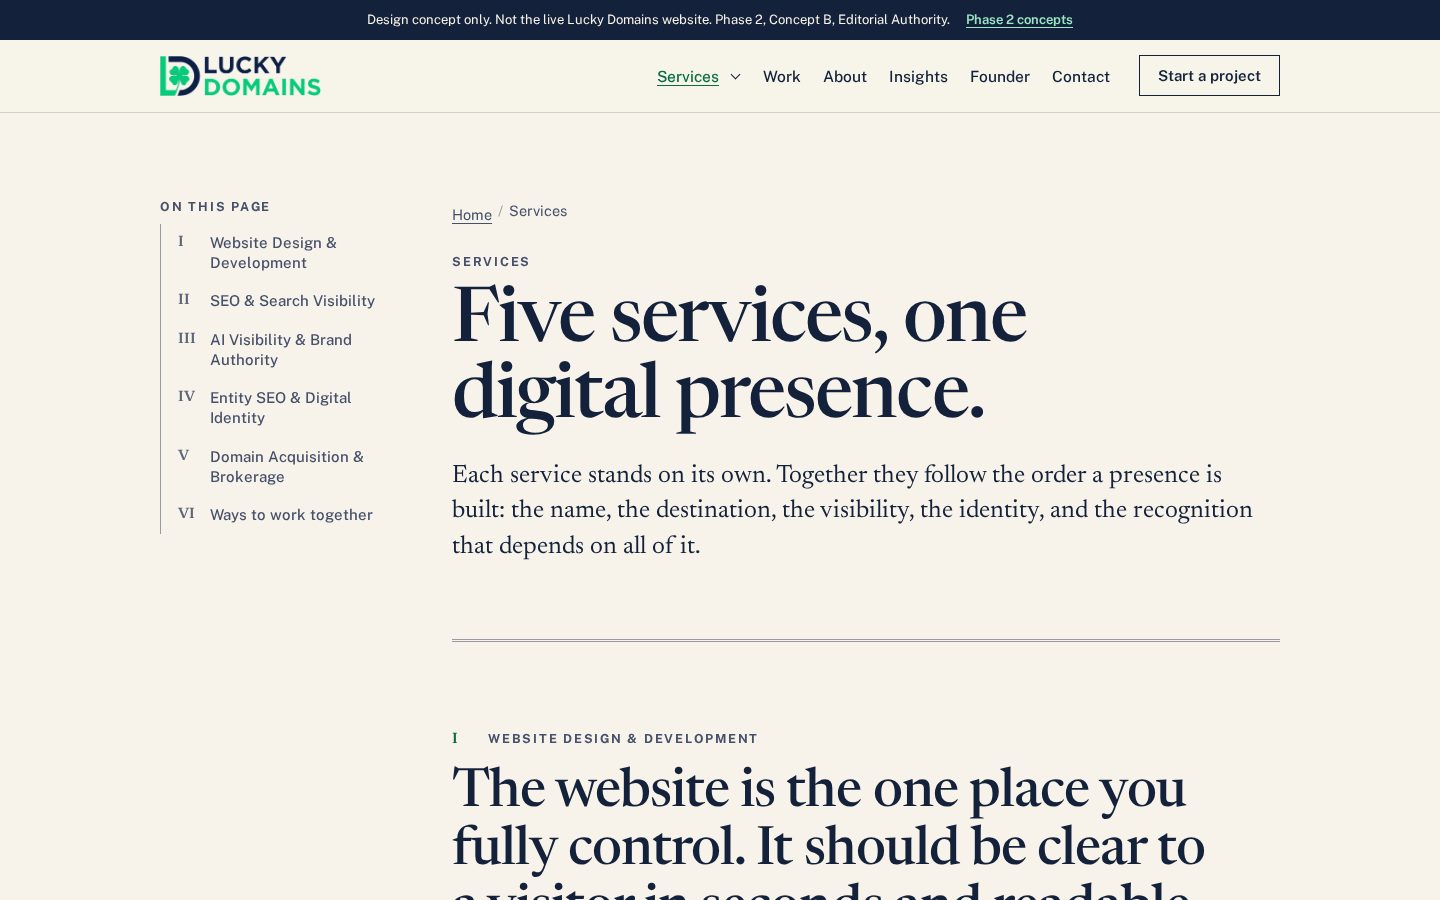 Design concept only. Not the live Lucky Domains website. Phase 2, Concept B, Editorial Authority. Phase 2 concepts
LUCKY
DOMAINS
Services Work About Insights Founder Contact Start a project
ON THIS PAGE
I Website Design &
Development
II SEO & Search Visibility
III AI Visibility & Brand
Authority
IV Entity SEO & Digital
Identity
V Domain Acquisition &
Brokerage
VI Ways to work together
Home / Services
SERVICES
Five services, one
digital presence.
Each service stands on its own. Together they follow the order a presence is
built: the name, the destination, the visibility, the identity, and the recognition
that depends on all of it.
I WEBSITE DESIGN & DEVELOPMENT
The website is the one place you
fully control. It should be clear to
a visitor in seconds and readable